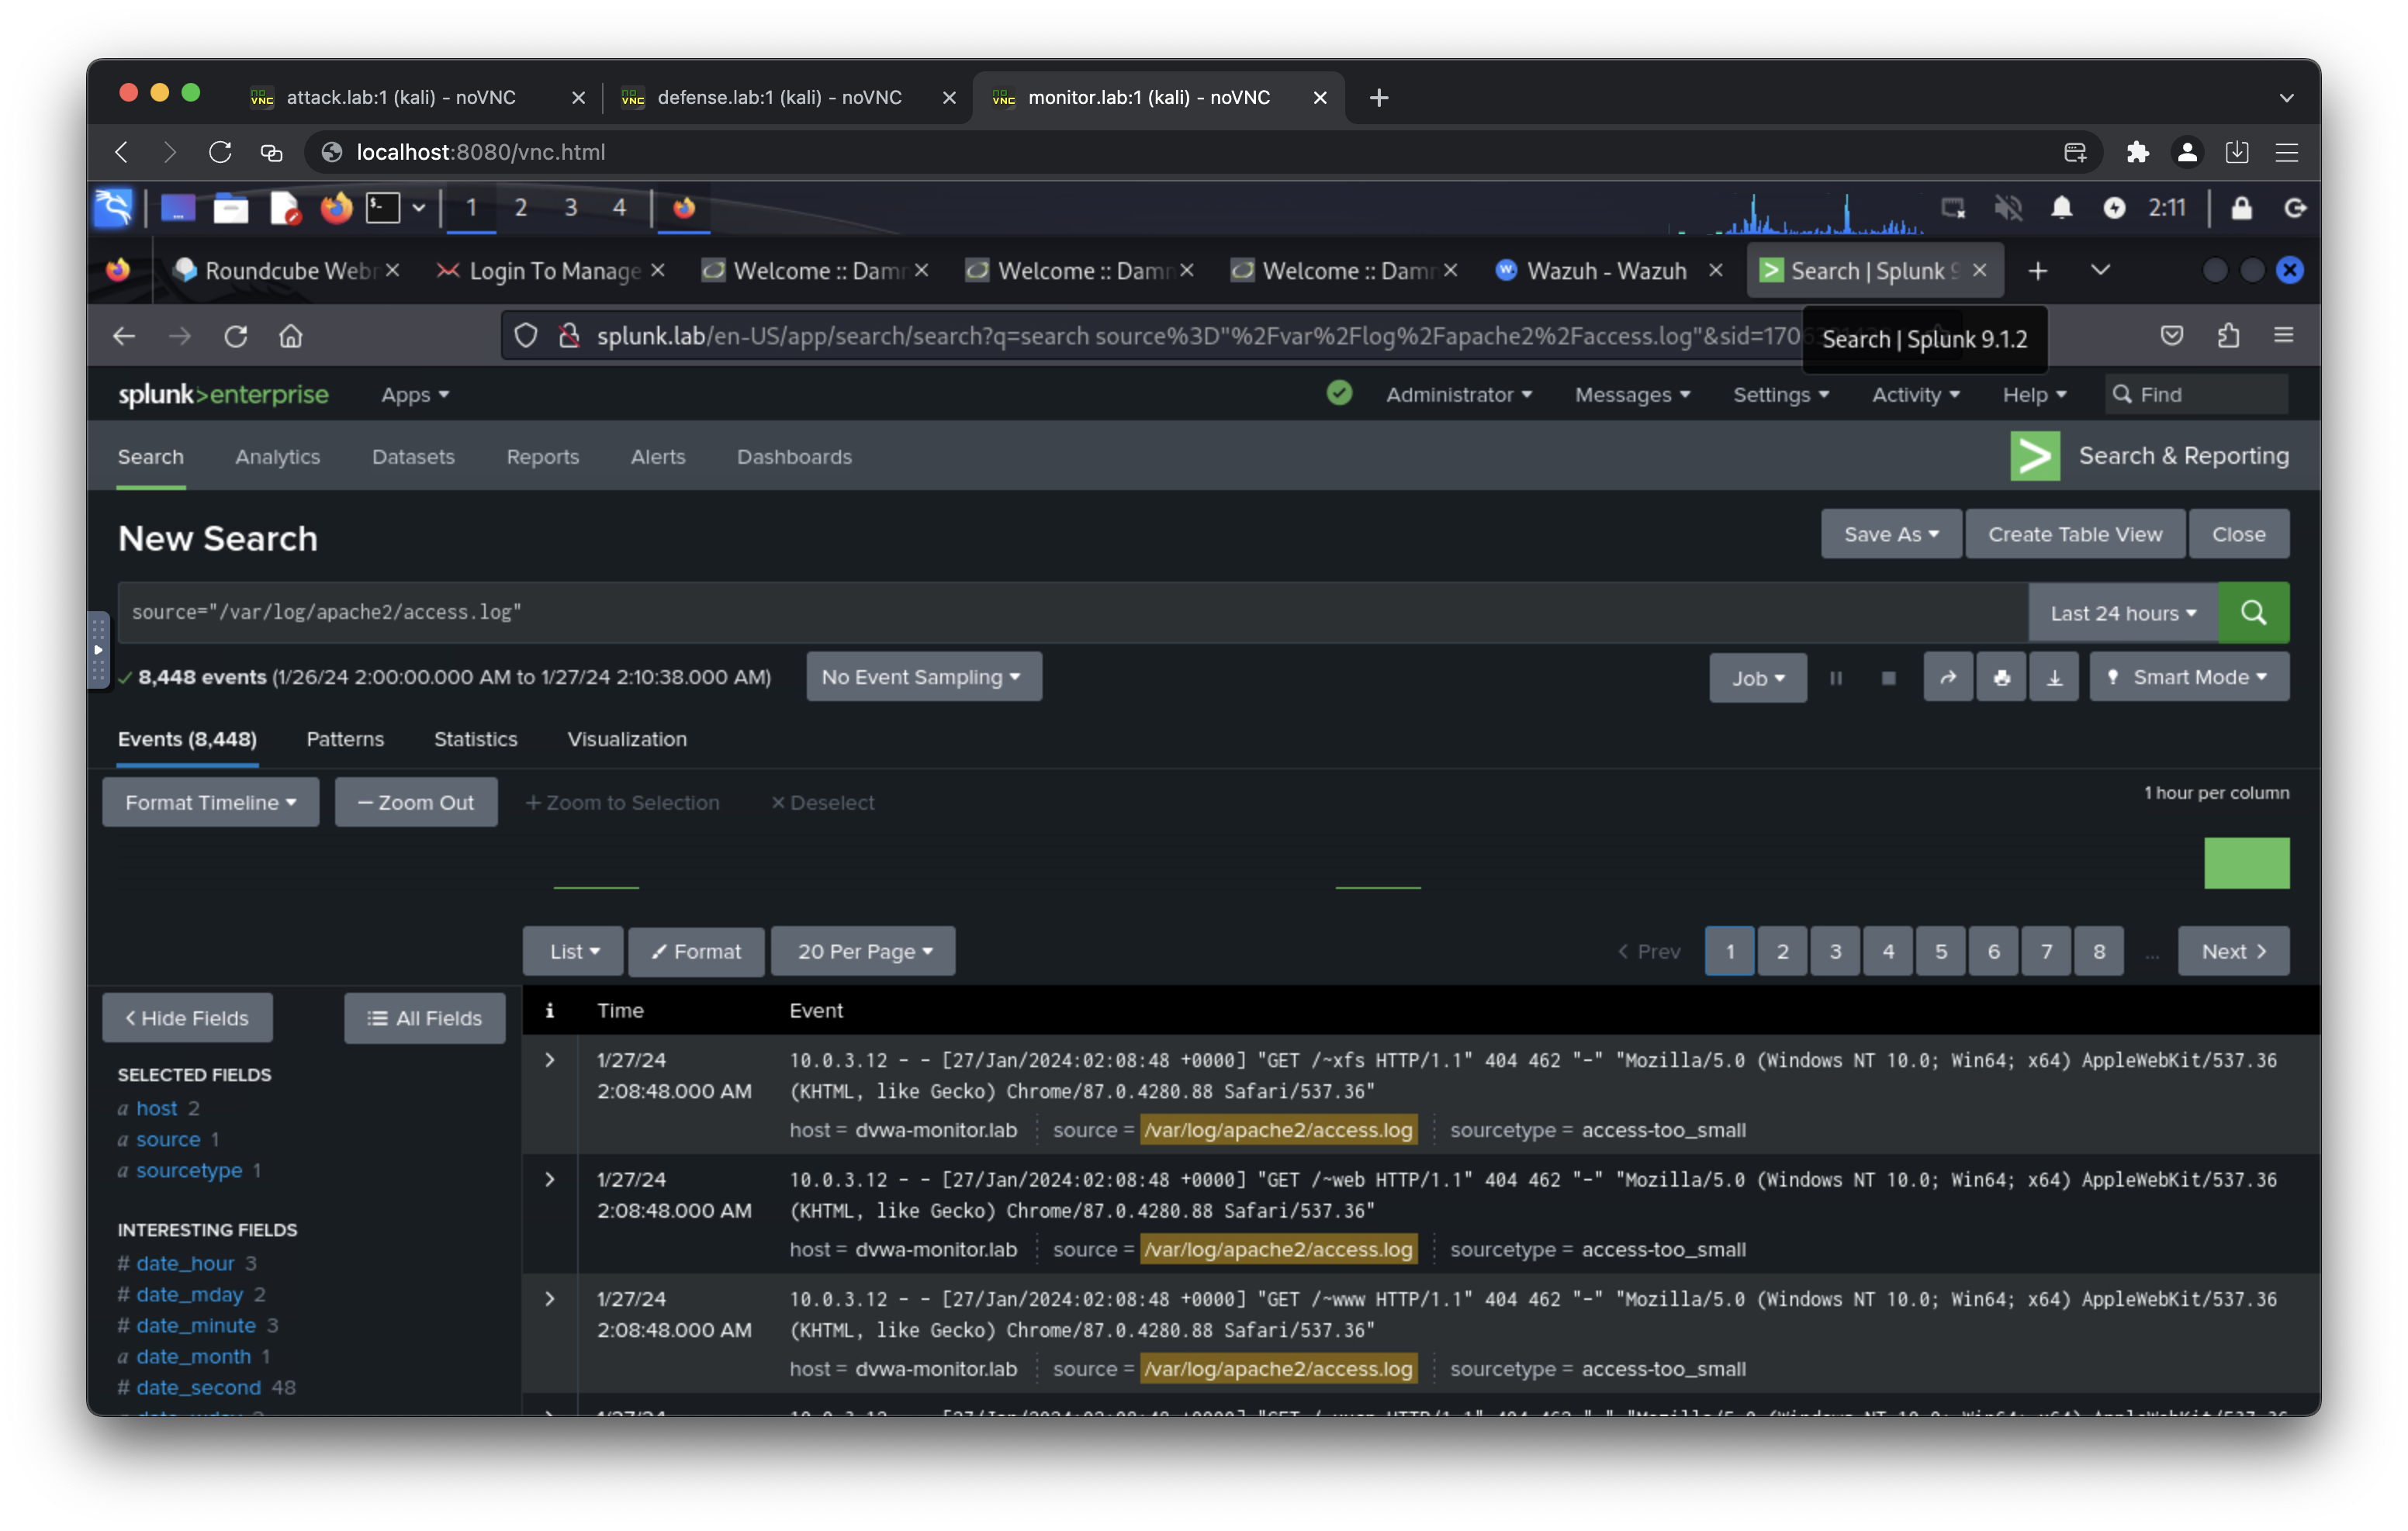 attack.lab:1 (kali) - noVNC
defense.lab:1 (kali) - noVNC
monitor.lab:1 (kali) - noVNC
localhost:8080/vnc.html
1 2 3 4
2:11
Roundcube Webr
Login To Manage
Welcome :: Damn
Welcome :: Damn
Welcome :: Damn
Wazuh - Wazuh
Search | Splunk 9
splunk.lab/en-US/app/search/search?q=search source%3D"%2Fvar%2Flog%2Fapache2%2Faccess.log"&sid=1706
Search | Splunk 9.1.2
splunk>enterprise
Apps
Administrator
Messages
Settings
Activity
Help
Find
Search
Analytics
Datasets
Reports
Alerts
Dashboards
Search & Reporting
New Search
Save As
Create Table View
Close
source="/var/log/apache2/access.log"
Last 24 hours
8,448 events (1/26/24 2:00:00.000 AM to 1/27/24 2:10:38.000 AM)
No Event Sampling
Job
Smart Mode
Events (8,448)
Patterns
Statistics
Visualization
Format Timeline
— Zoom Out
+ Zoom to Selection
× Deselect
1 hour per column
List
Format
20 Per Page
< Prev
1 2 3 4 5 6 7 8 ...
Next >
< Hide Fields
All Fields
SELECTED FIELDS
a host 2
a source 1
a sourcetype 1
INTERESTING FIELDS
# date_hour 3
# date_mday 2
# date_minute 3
a date_month 1
# date_second 48
i Time Event
1/27/24
2:08:48.000 AM
10.0.3.12 - - [27/Jan/2024:02:08:48 +0000] "GET /~xfs HTTP/1.1" 404 462 "-" "Mozilla/5.0 (Windows NT 10.0; Win64; x64) AppleWebKit/537.36
(KHTML, like Gecko) Chrome/87.0.4280.88 Safari/537.36"
host = dvwa-monitor.lab source = /var/log/apache2/access.log sourcetype = access-too_small
1/27/24
2:08:48.000 AM
10.0.3.12 - - [27/Jan/2024:02:08:48 +0000] "GET /~web HTTP/1.1" 404 462 "-" "Mozilla/5.0 (Windows NT 10.0; Win64; x64) AppleWebKit/537.36
(KHTML, like Gecko) Chrome/87.0.4280.88 Safari/537.36"
host = dvwa-monitor.lab source = /var/log/apache2/access.log sourcetype = access-too_small
1/27/24
2:08:48.000 AM
10.0.3.12 - - [27/Jan/2024:02:08:48 +0000] "GET /~www HTTP/1.1" 404 462 "-" "Mozilla/5.0 (Windows NT 10.0; Win64; x64) AppleWebKit/537.36
(KHTML, like Gecko) Chrome/87.0.4280.88 Safari/537.36"
host = dvwa-monitor.lab source = /var/log/apache2/access.log sourcetype = access-too_small